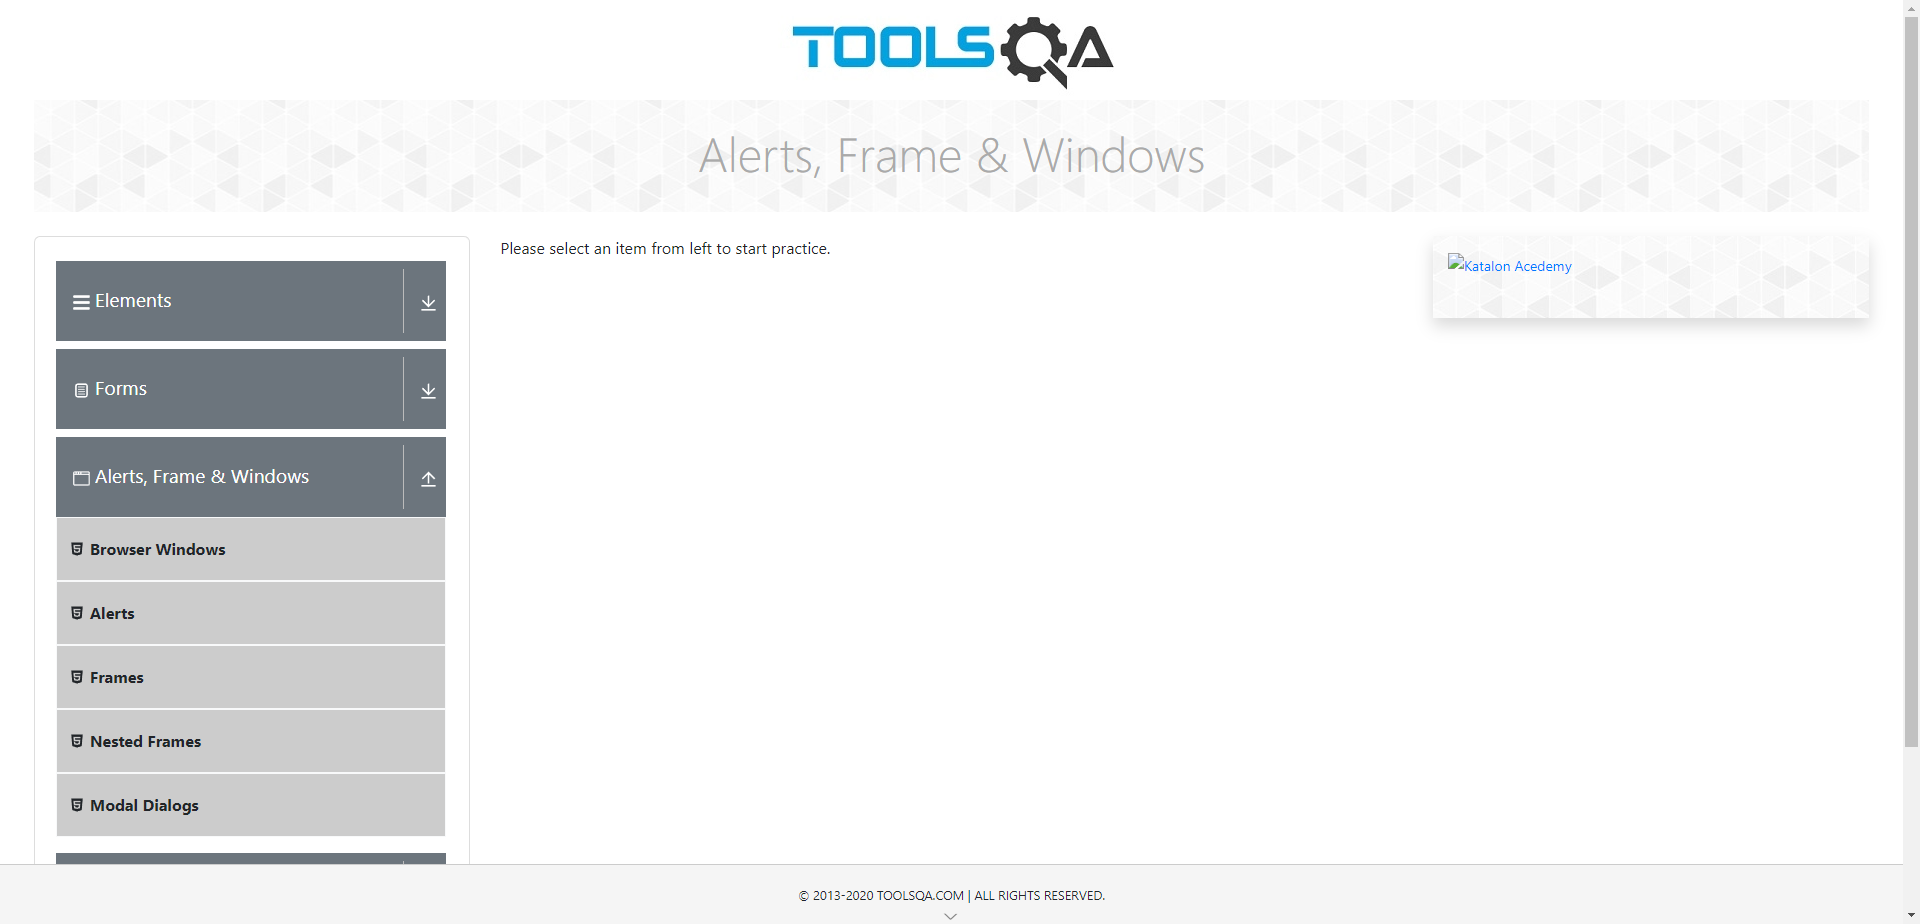 TOOLSQA
Alerts, Frame & Windows
Elements
Forms
Alerts, Frame & Windows
Browser Windows
Alerts
Frames
Nested Frames
Modal Dialogs
Please select an item from left to start practice.
Katalon Acedemy
© 2013-2020 TOOLSQA.COM | ALL RIGHTS RESERVED.